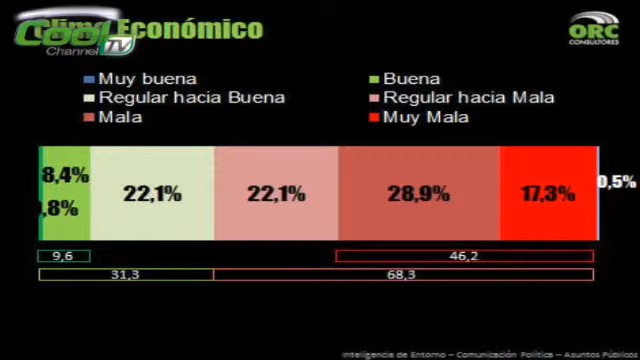 Cool
Channel TV
Clima Económico
ORC
CONSULTORES
Muy buena
Buena
Regular hacia Buena
Regular hacia Mala
Mala
Muy Mala
8,4%
,8%
22,1%
22,1%
28,9%
17,3%
0,5%
9,6
46,2
31,3
68,3
Inteligencia de Entorno – Comunicación Política – Asuntos Públicos